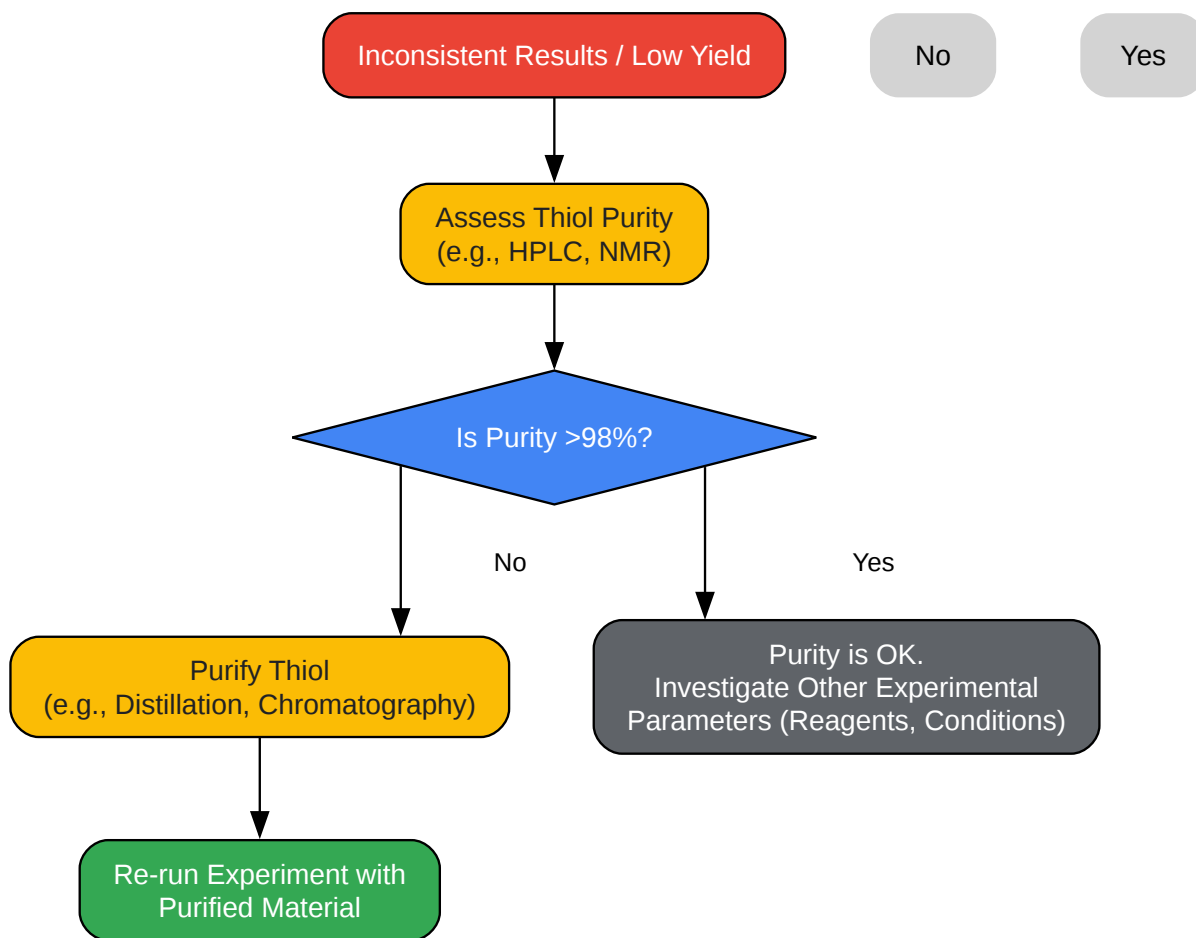 Inconsistent Results / Low Yield
No
Yes
Assess Thiol Purity
(e.g., HPLC, NMR)
Is Purity >98%?
No
Yes
Purify Thiol
(e.g., Distillation, Chromatography)
Purity is OK.
Investigate Other Experimental
Parameters (Reagents, Conditions)
Re-run Experiment with
Purified Material